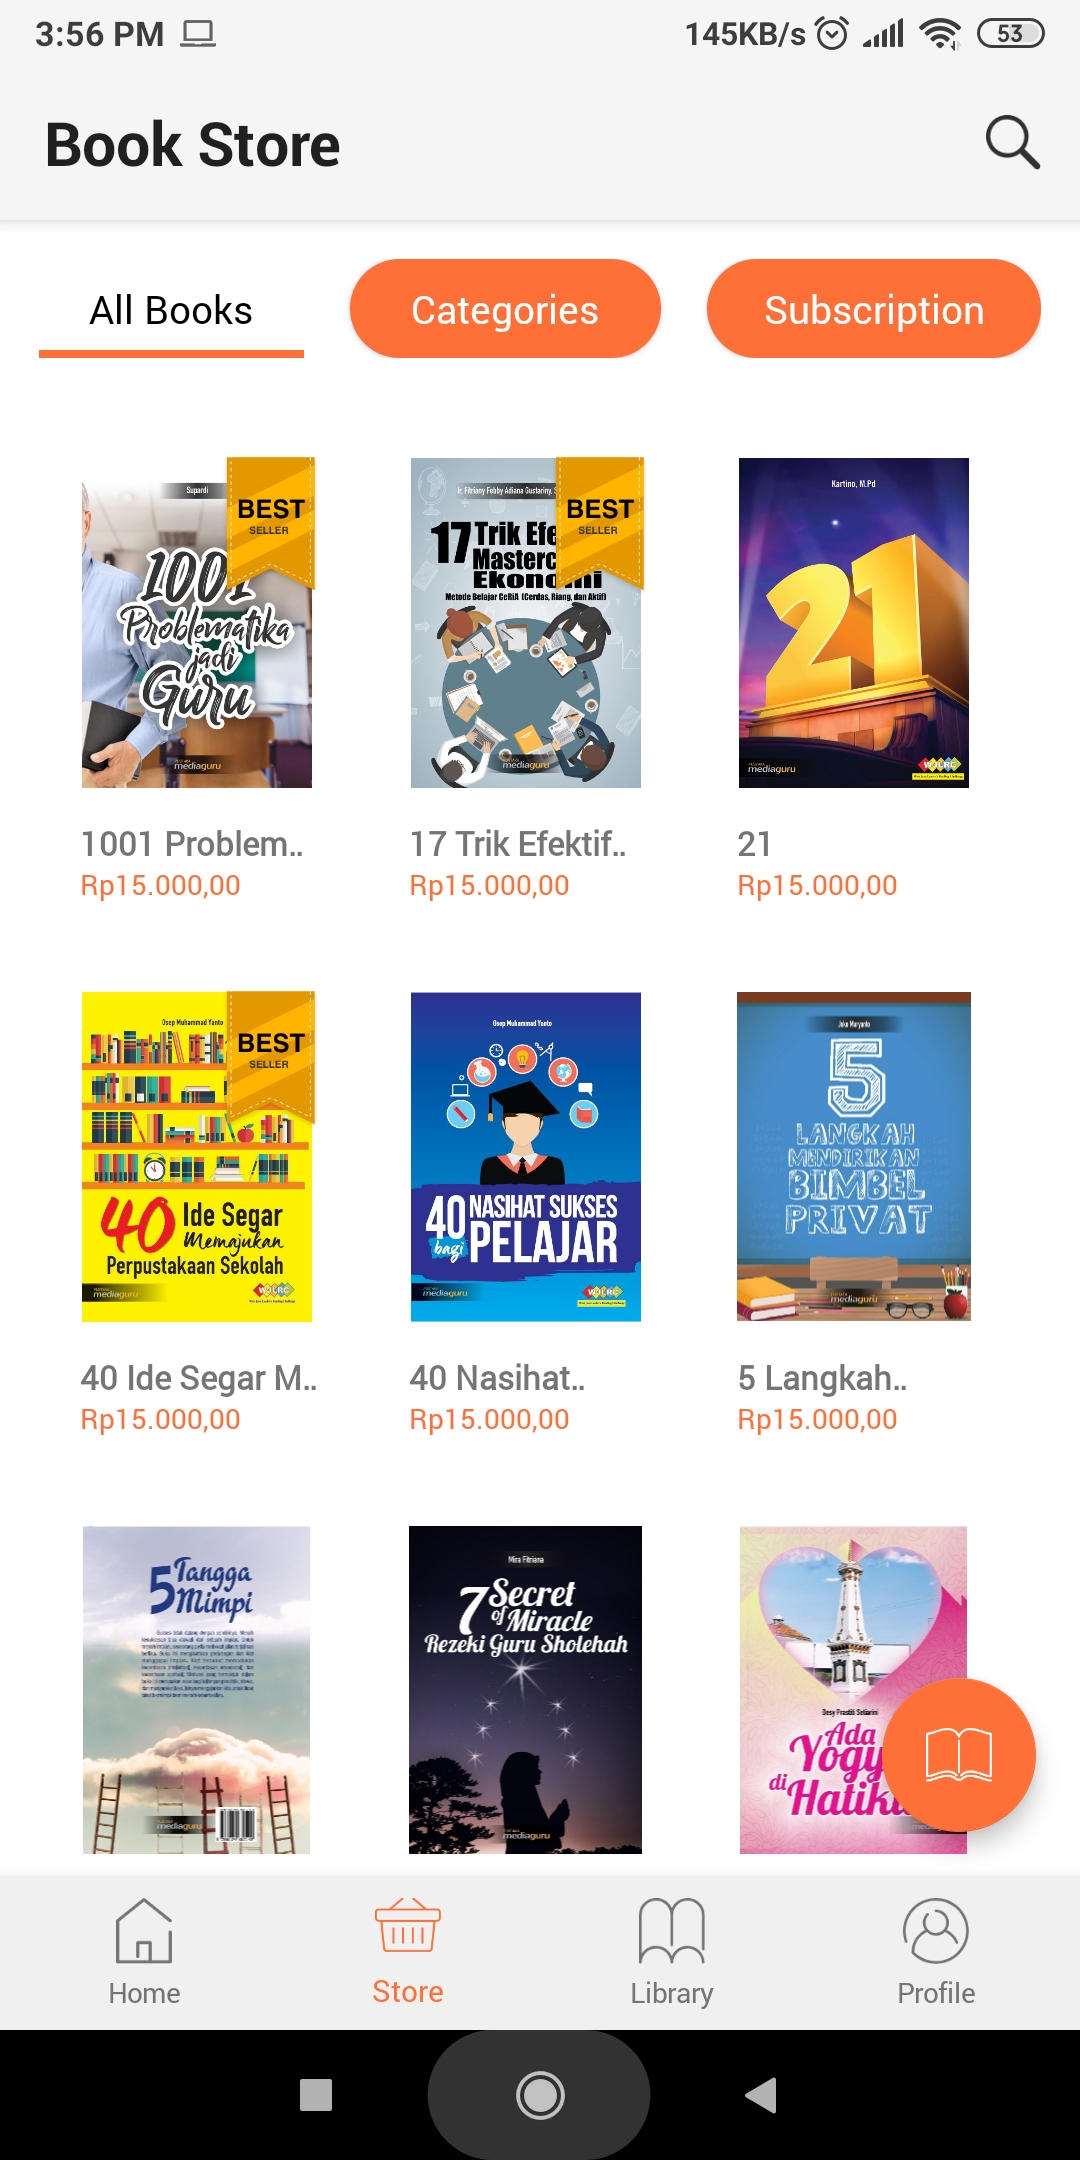 3:56 PM
145KB/s
53
Book Store
All Books
Categories
Subscription
Supardi
BEST
SELLER
1001
Problematika
jadi
Guru
mediaguru
Ir. Fitriany Febby Adiana Gustariny, S
BEST
SELLER
17 Trik Efe
Masterc
Ekonomi
Metode Belajar CeRiA (Cerdas, Riang, dan Aktif)
mediaguru
Kartino, M.Pd
21
mediaguru
WJLRC
1001 Problem..
Rp15.000,00
17 Trik Efektif..
Rp15.000,00
21
Rp15.000,00
Osep Muhammad Yanto
BEST
SELLER
40 Ide Segar
Memajukan
Perpustakaan Sekolah
mediaguru
WJLRC
Osep Muhammad Yanto
40 NASIHAT SUKSES
bagi PELAJAR
mediaguru
WJLRC
Joko Maryanto
5
LANGKAH
MENDIRIKAN
BIMBEL
PRIVAT
mediaguru
40 Ide Segar M..
Rp15.000,00
40 Nasihat..
Rp15.000,00
5 Langkah..
Rp15.000,00
5 Tangga
Mimpi
mediaguru
Mira Fitriana
7 Secret
of Miracle
Rezeki Guru Sholehah
mediaguru
Desy Prastiti Setiarini
Ada
Yogy
di Hatik
Home
Store
Library
Profile